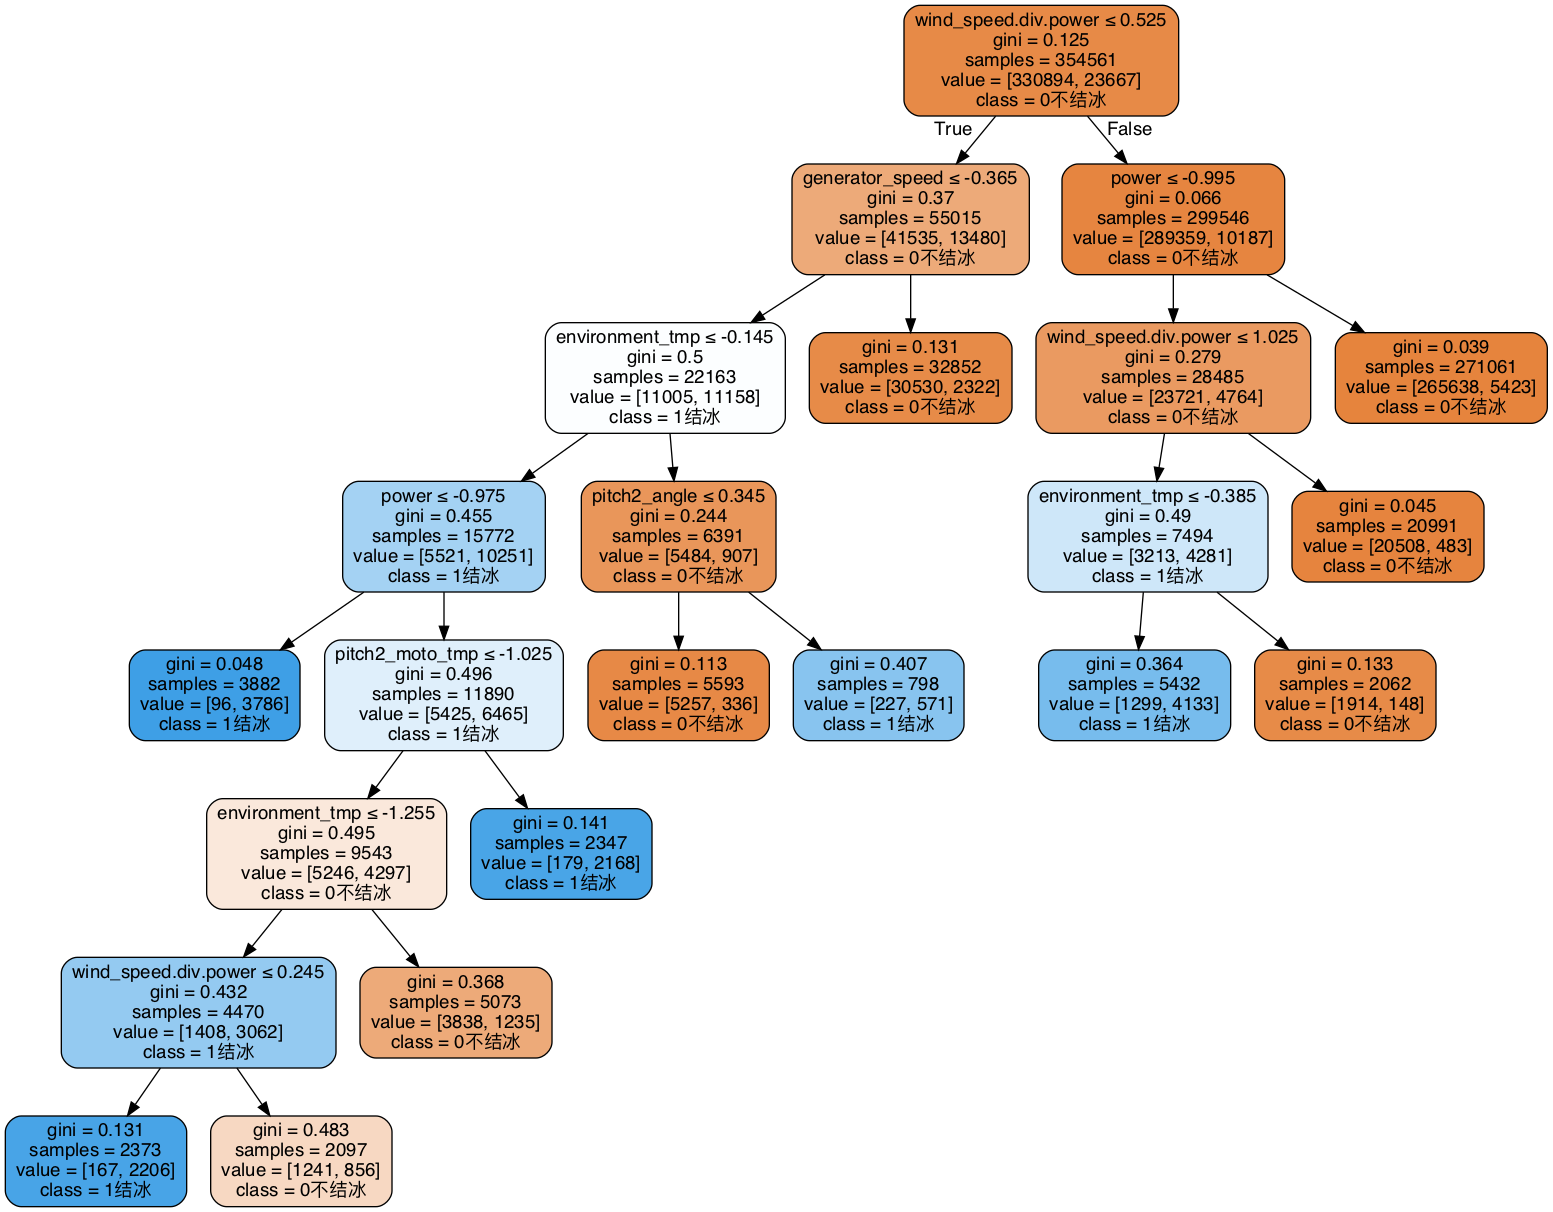 wind_speed.div.power ≤ 0.525
gini = 0.125
samples = 354561
value = [330894, 23667]
class = 0不结冰
True
False
generator_speed ≤ -0.365
gini = 0.37
samples = 55015
value = [41535, 13480]
class = 0不结冰
power ≤ -0.995
gini = 0.066
samples = 299546
value = [289359, 10187]
class = 0不结冰
environment_tmp ≤ -0.145
gini = 0.5
samples = 22163
value = [11005, 11158]
class = 1结冰
gini = 0.131
samples = 32852
value = [30530, 2322]
class = 0不结冰
wind_speed.div.power ≤ 1.025
gini = 0.279
samples = 28485
value = [23721, 4764]
class = 0不结冰
gini = 0.039
samples = 271061
value = [265638, 5423]
class = 0不结冰
power ≤ -0.975
gini = 0.455
samples = 15772
value = [5521, 10251]
class = 1结冰
pitch2_angle ≤ 0.345
gini = 0.244
samples = 6391
value = [5484, 907]
class = 0不结冰
environment_tmp ≤ -0.385
gini = 0.49
samples = 7494
value = [3213, 4281]
class = 1结冰
gini = 0.045
samples = 20991
value = [20508, 483]
class = 0不结冰
gini = 0.048
samples = 3882
value = [96, 3786]
class = 1结冰
pitch2_moto_tmp ≤ -1.025
gini = 0.496
samples = 11890
value = [5425, 6465]
class = 1结冰
gini = 0.113
samples = 5593
value = [5257, 336]
class = 0不结冰
gini = 0.407
samples = 798
value = [227, 571]
class = 1结冰
gini = 0.364
samples = 5432
value = [1299, 4133]
class = 1结冰
gini = 0.133
samples = 2062
value = [1914, 148]
class = 0不结冰
environment_tmp ≤ -1.255
gini = 0.495
samples = 9543
value = [5246, 4297]
class = 0不结冰
gini = 0.141
samples = 2347
value = [179, 2168]
class = 1结冰
wind_speed.div.power ≤ 0.245
gini = 0.432
samples = 4470
value = [1408, 3062]
class = 1结冰
gini = 0.368
samples = 5073
value = [3838, 1235]
class = 0不结冰
gini = 0.131
samples = 2373
value = [167, 2206]
class = 1结冰
gini = 0.483
samples = 2097
value = [1241, 856]
class = 0不结冰